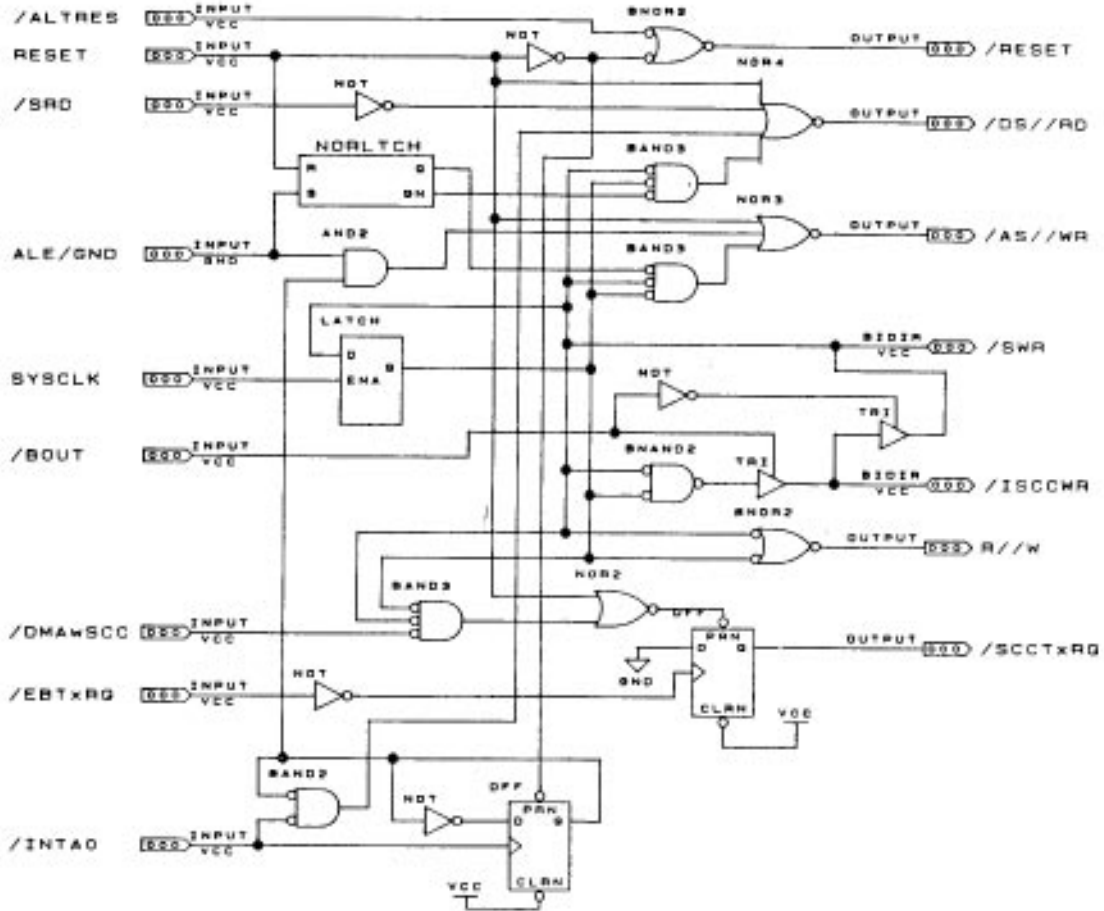 /ALTRES INPUT VCC BNOR2 OUTPUT /RESET
RESET INPUT VCC NOT NOR4
/SRD INPUT VCC NOT OUTPUT /DS//RD
NORLTCH BAND3
R Q
S QN NOR3
ALE/GND INPUT GND AND2 BAND3 OUTPUT /AS//WR
LATCH BIDIR VCC /SWR
D Q
SYSCLK INPUT VCC ENA NOT TRI
/BOUT INPUT VCC BNAND2 TRI BIDIR VCC /ISCCWR
BNOR2 OUTPUT R//W
BAND3 NOR2 DFF
/DMAwSCC INPUT VCC PRN OUTPUT /SCCTxRQ
D Q
GND
/EBTxRQ INPUT VCC NOT CLRN VCC
BAND2 NOT DFF
PRN
D Q
/INTAO INPUT VCC
VCC CLRN